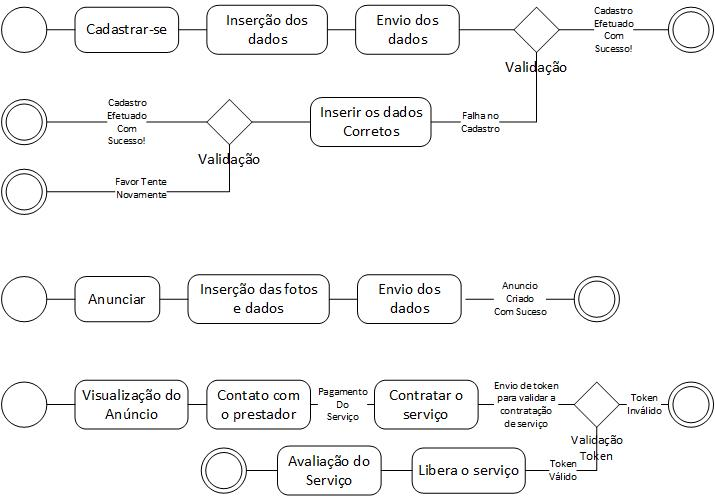 Cadastrar-se
Inserção dos
dados
Envio dos
dados
Validação
Cadastro
Efetuado
Com
Sucesso!
Cadastro
Efetuado
Com
Sucesso!
Validação
Inserir os dados
Corretos
Falha no
Cadastro
Favor Tente
Novamente
Anunciar
Inserção das fotos
e dados
Envio dos
dados
Anuncio
Criado
Com Suceso
Visualização do
Anúncio
Contato com
o prestador
Pagamento
Do
Serviço
Contratar o
serviço
Envio de token
para validar a
contratação
de serviço
Validação
Token
Token
Inválido
Avaliação do
Serviço
Libera o serviço
Token
Válido